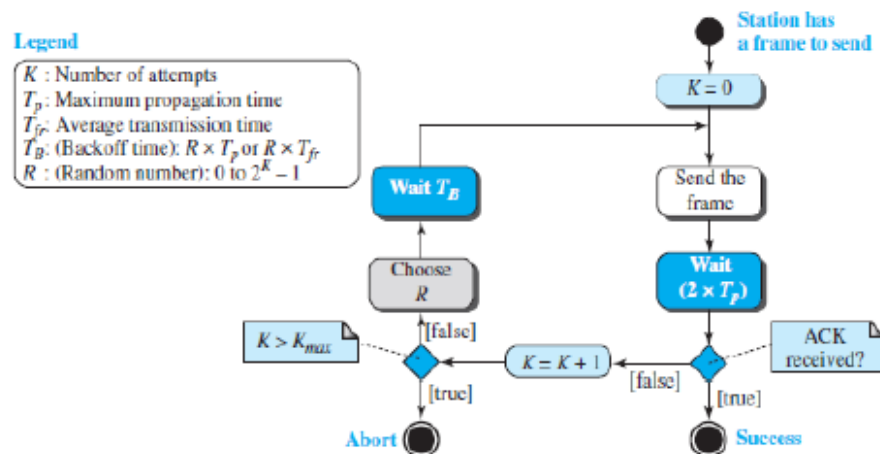 Legend
K : Number of attempts
Tp: Maximum propagation time
Tfr: Average transmission time
TB: (Backoff time): R × Tp or R × Tfr
R : (Random number): 0 to 2^K – 1
Station has
a frame to send
K = 0
Wait TB
Send the
frame
Choose
R
Wait
(2 × Tp)
K > Kmax
[false]
K = K + 1
[false]
ACK
received?
[true]
[true]
Abort
Success